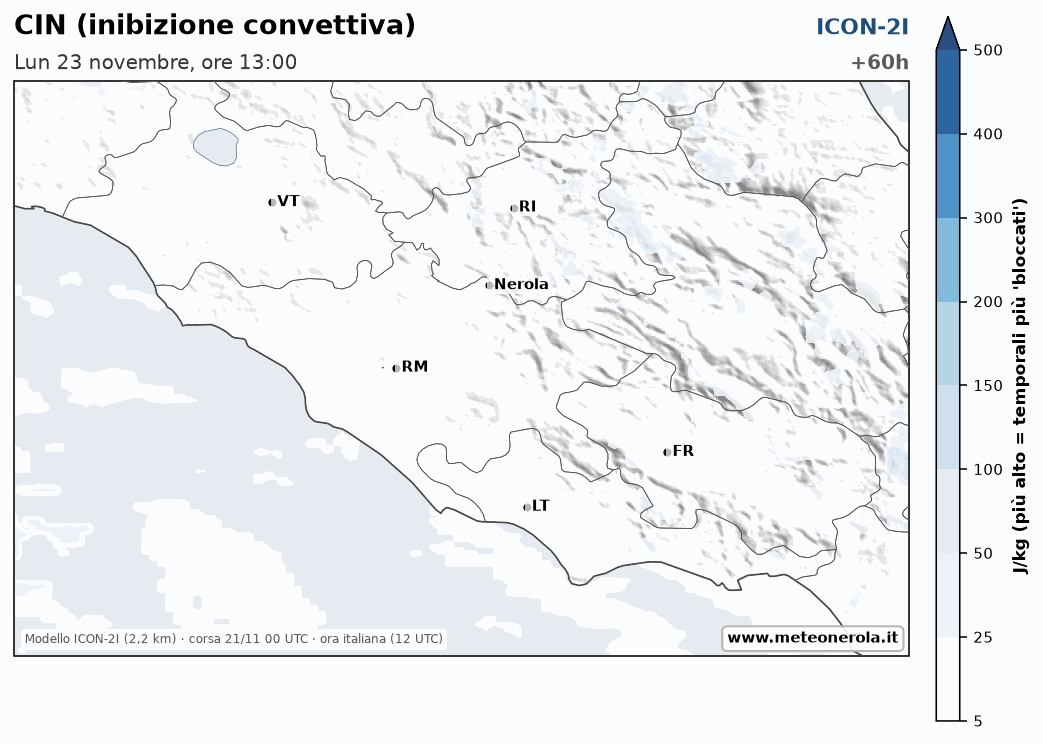 CIN (inibizione convettiva)
ICON-2I
Lun 23 novembre, ore 13:00
+60h
VT
RI
Nerola
RM
FR
LT
Modello ICON-2I (2,2 km) · corsa 21/11 00 UTC · ora italiana (12 UTC)
www.meteonerola.it
500
400
300
200
150
100
50
25
5
J/kg (più alto = temporali più 'bloccati')